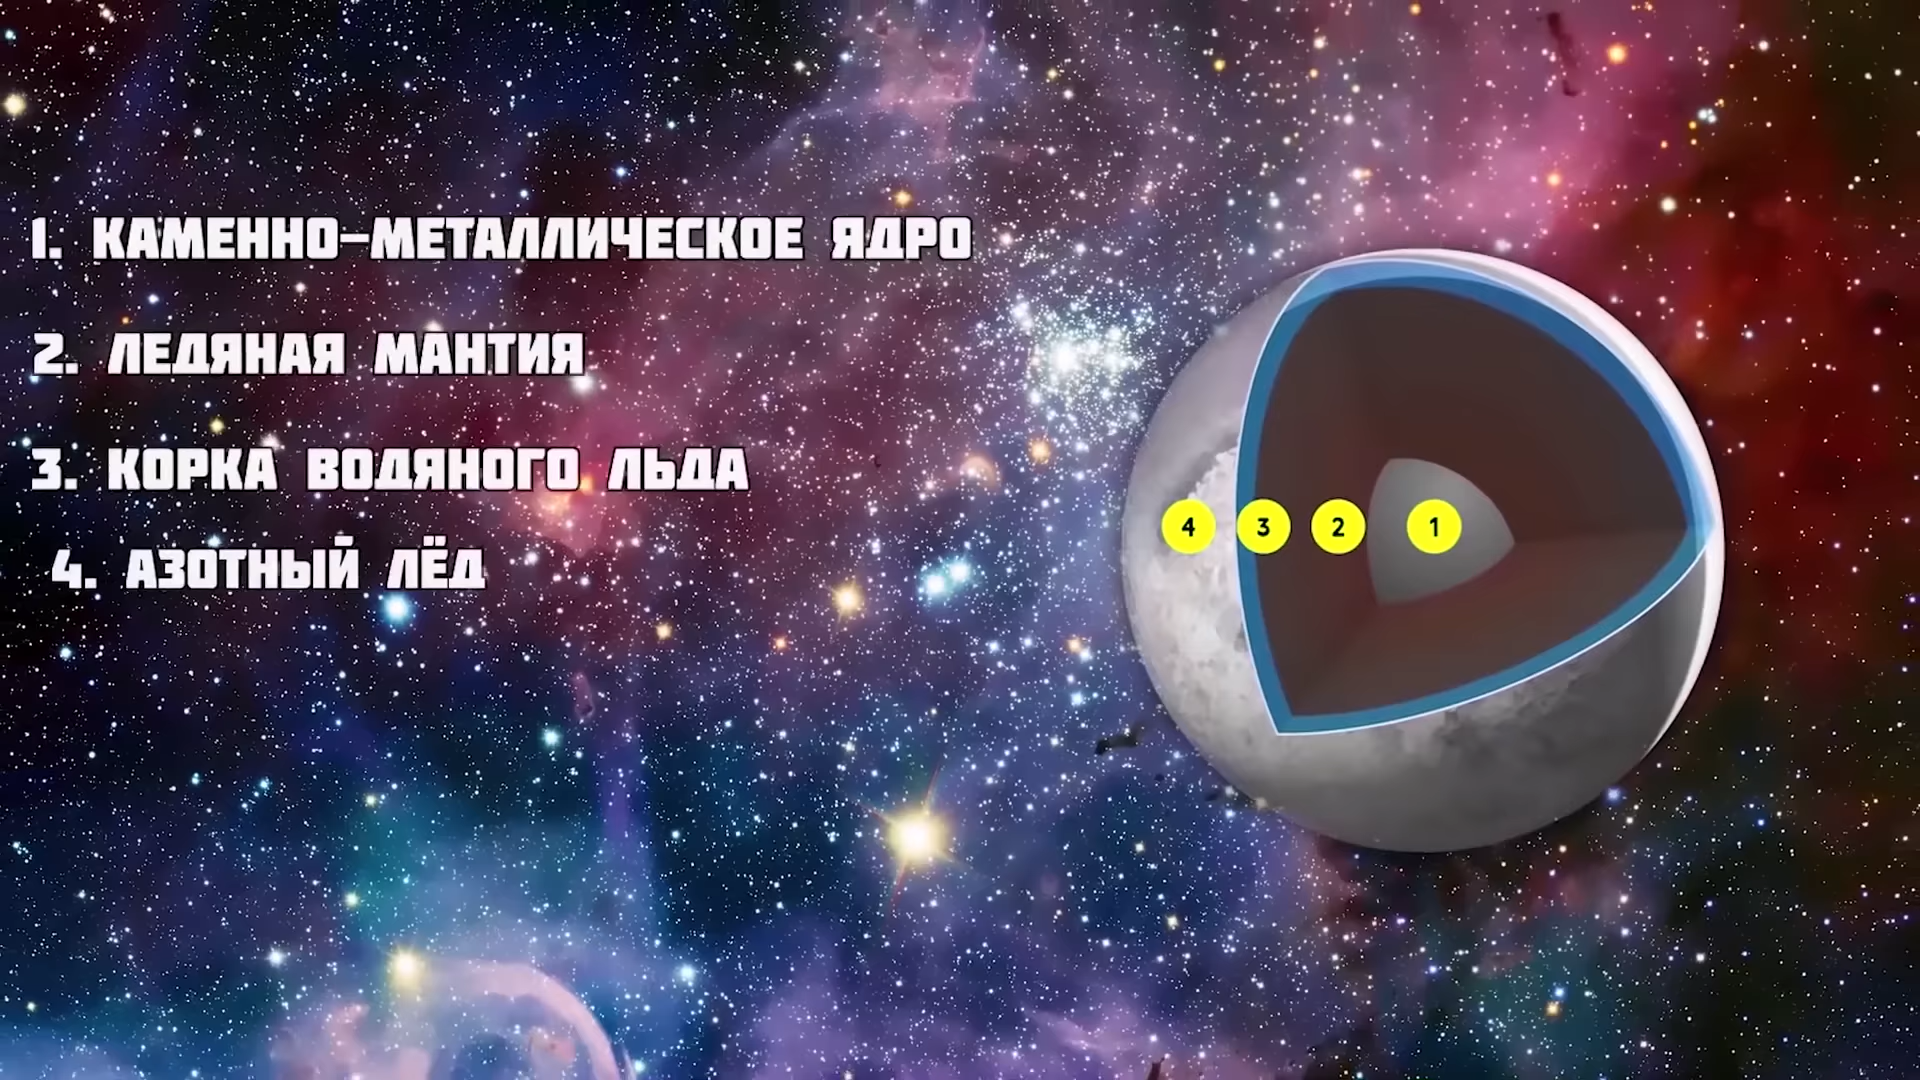 1. КАМЕННО-МЕТАЛЛИЧЕСКОЕ ЯДРО
2. ЛЕДЯНАЯ МАНТИЯ
3. КОРКА ВОДЯНОГО ЛЬДА
4. АЗОТНЫЙ ЛЁД
4 3 2 1